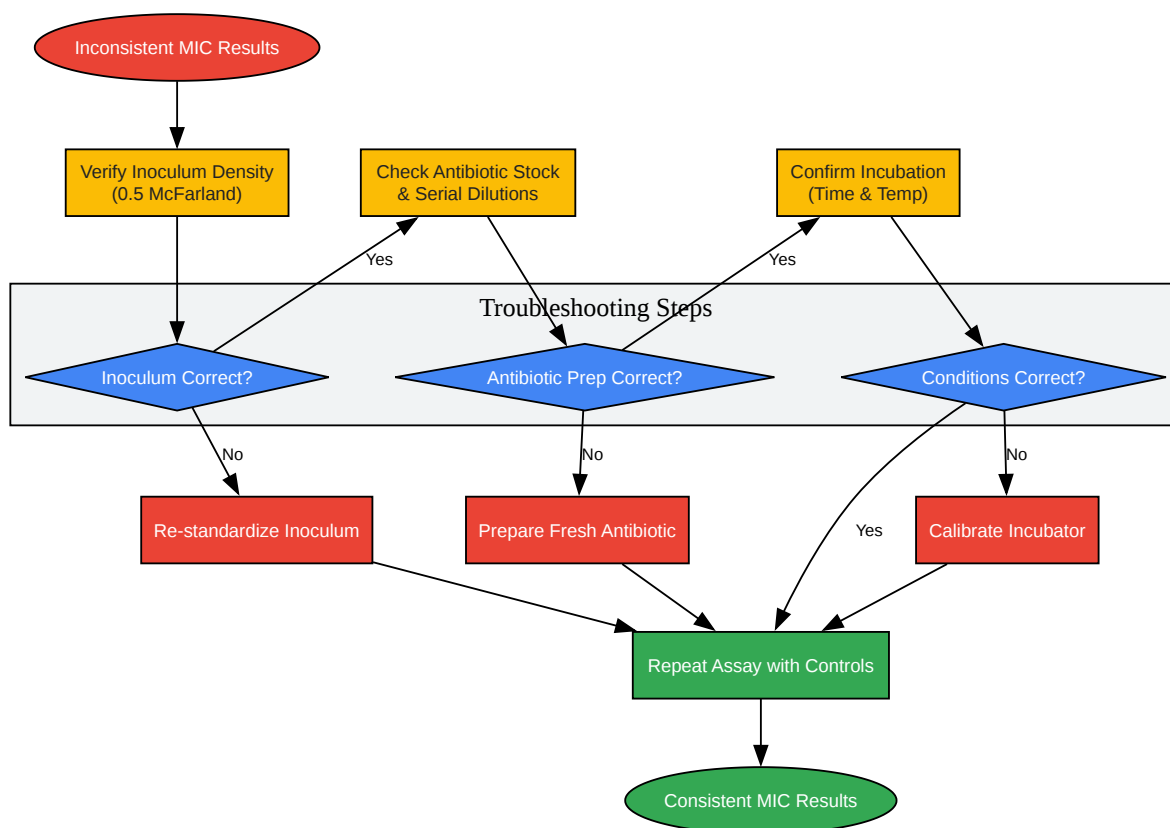 Inconsistent MIC Results
Verify Inoculum Density
(0.5 McFarland)
Check Antibiotic Stock
& Serial Dilutions
Confirm Incubation
(Time & Temp)
Yes
Yes
Troubleshooting Steps
Inoculum Correct?
Antibiotic Prep Correct?
Conditions Correct?
No
No
No
Re-standardize Inoculum
Prepare Fresh Antibiotic
Yes
Calibrate Incubator
Repeat Assay with Controls
Consistent MIC Results